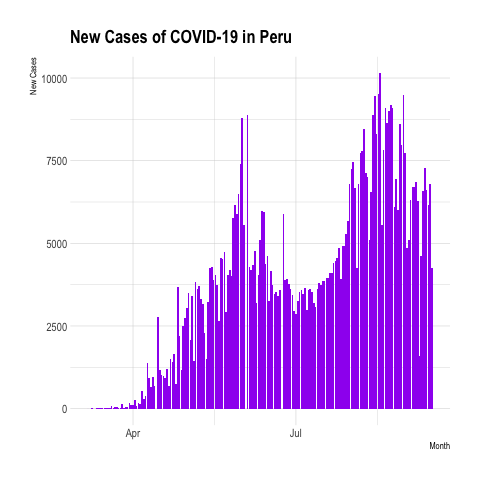 New Cases of COVID-19 in Peru
New Cases
10000
7500
5000
2500
0
Apr
Jul
Month